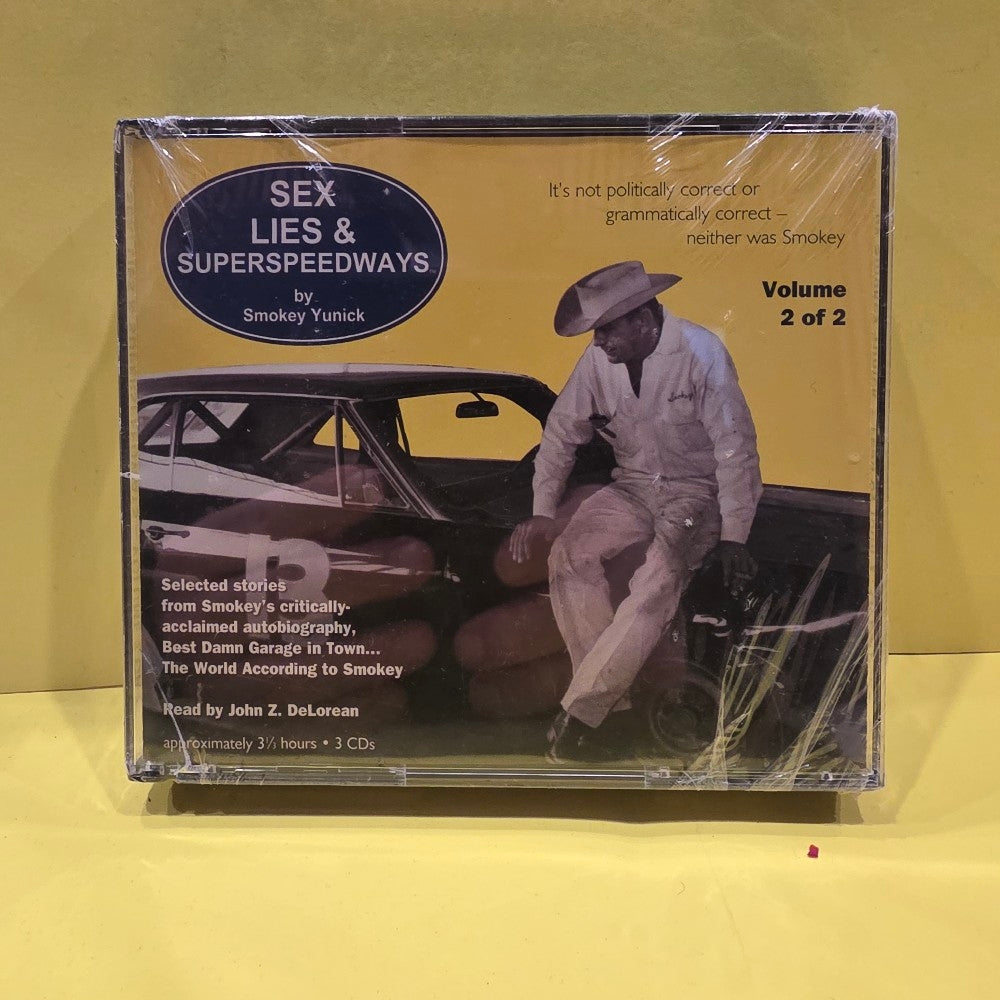 SEX
LIES &
SUPERSPEEDWAYS
by
Smokey Yunick
It's not politically correct or
grammatically correct –
neither was Smokey
Volume
2 of 2
Selected stories
from Smokey's critically-
acclaimed autobiography,
Best Damn Garage in Town...
The World According to Smokey
Read by John Z. DeLorean
approximately 3⅓ hours • 3 CDs